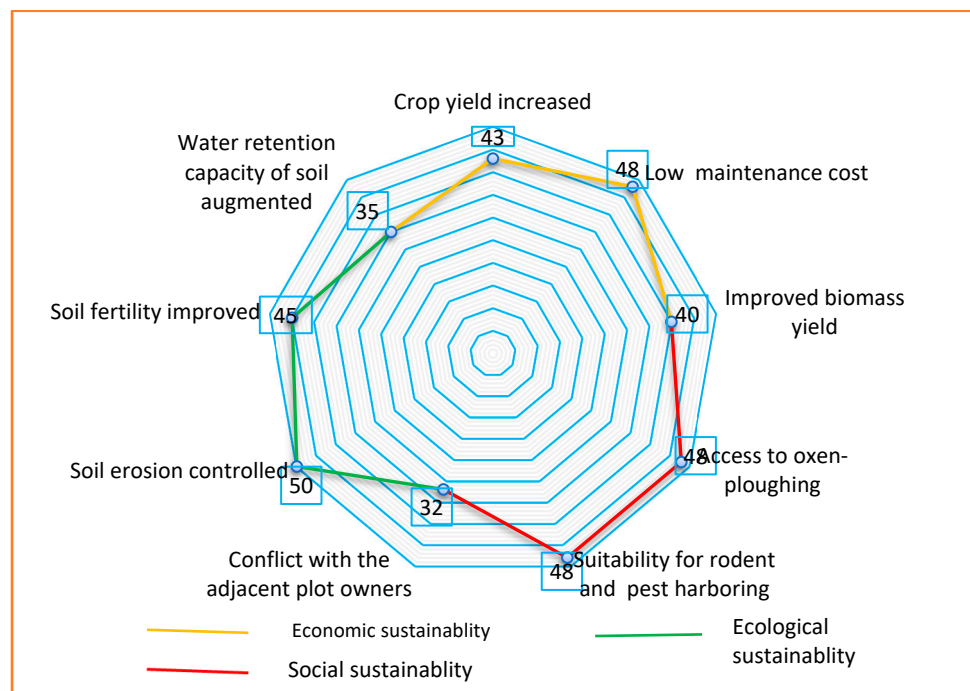 Crop yield increased
43
Water retention
capacity of soil
augmented
48
Low maintenance cost
35
Improved biomass
yield
40
Soil fertility improved
45
48
Access to oxen-
ploughing
Soil erosion controlled
50
32
Conflict with the
adjacent plot owners
48
Suitability for rodent
and pest harboring
Economic sustainablity
Ecological
sustainablity
Social sustainablity